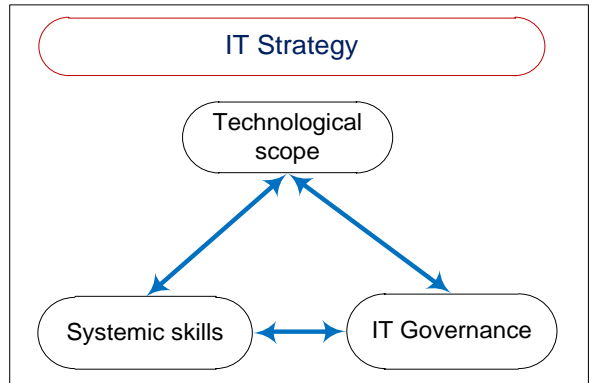 IT Strategy
Technological
scope
Systemic skills
IT Governance